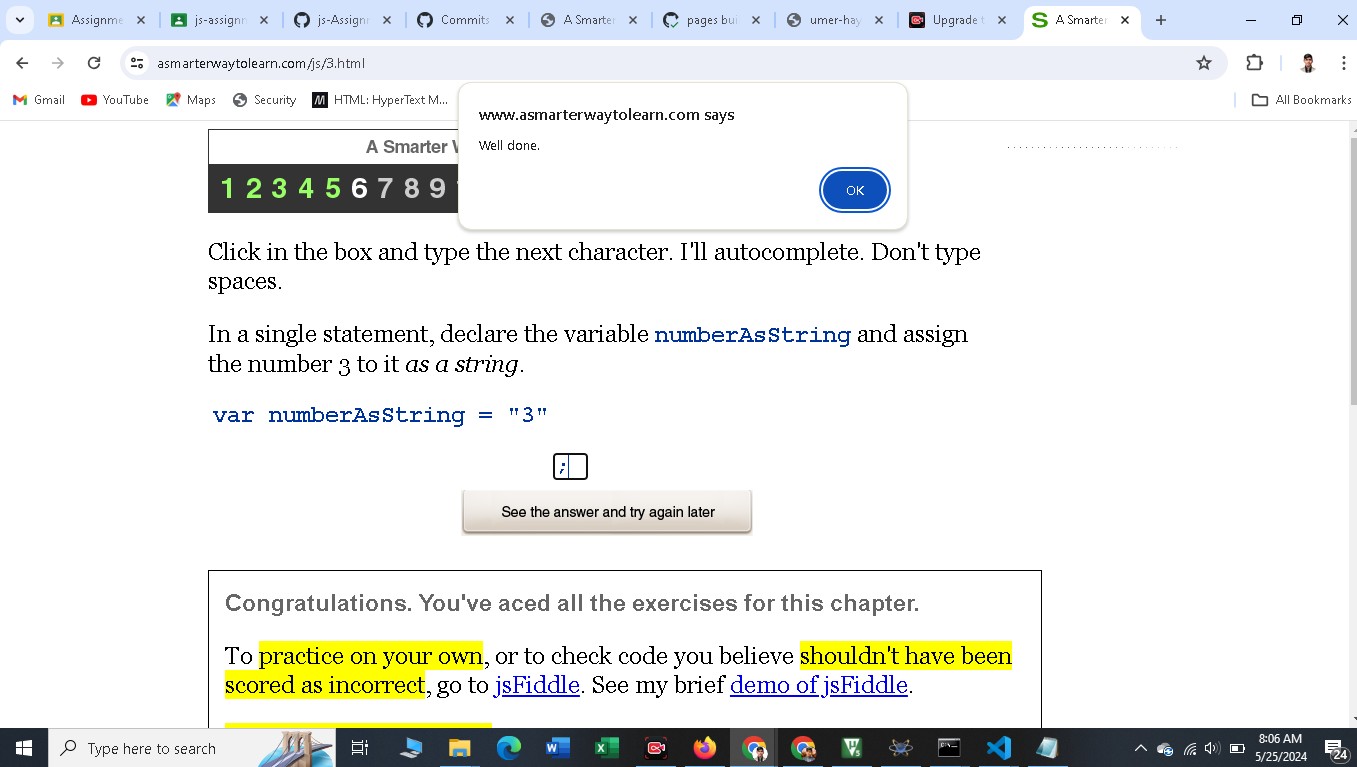 Assignme
js-assignm
js-Assignm
Commits
A Smarter
pages bui
umer-hay
Upgrade t
A Smarter
asmarterwaytolearn.com/js/3.html
Gmail
YouTube
Maps
Security
HTML: HyperText M...
All Bookmarks
www.asmarterwaytolearn.com says
Well done.
OK
A Smarter W
1 2 3 4 5 6 7 8 9
Click in the box and type the next character. I'll autocomplete. Don't type
spaces.
In a single statement, declare the variable numberAsString and assign
the number 3 to it as a string.
var numberAsString = "3"
;
See the answer and try again later
Congratulations. You've aced all the exercises for this chapter.
To practice on your own, or to check code you believe shouldn't have been
scored as incorrect, go to jsFiddle. See my brief demo of jsFiddle.
Type here to search
8:06 AM
5/25/2024
24